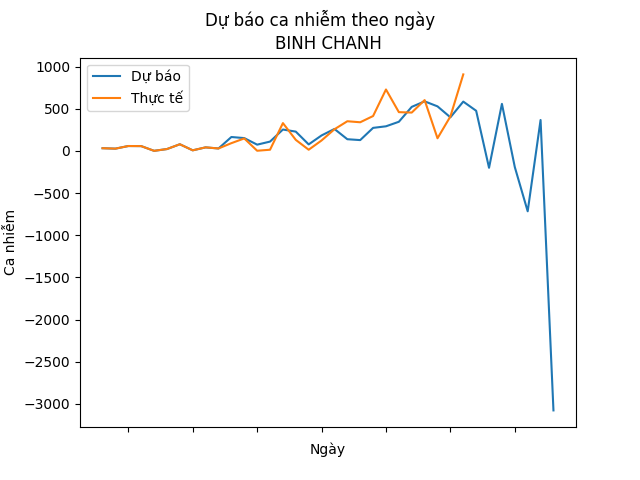 Dự báo ca nhiễm theo ngày
BINH CHANH
Dự báo
Thực tế
1000
500
0
−500
−1000
−1500
−2000
−2500
−3000
Ca nhiễm
Ngày